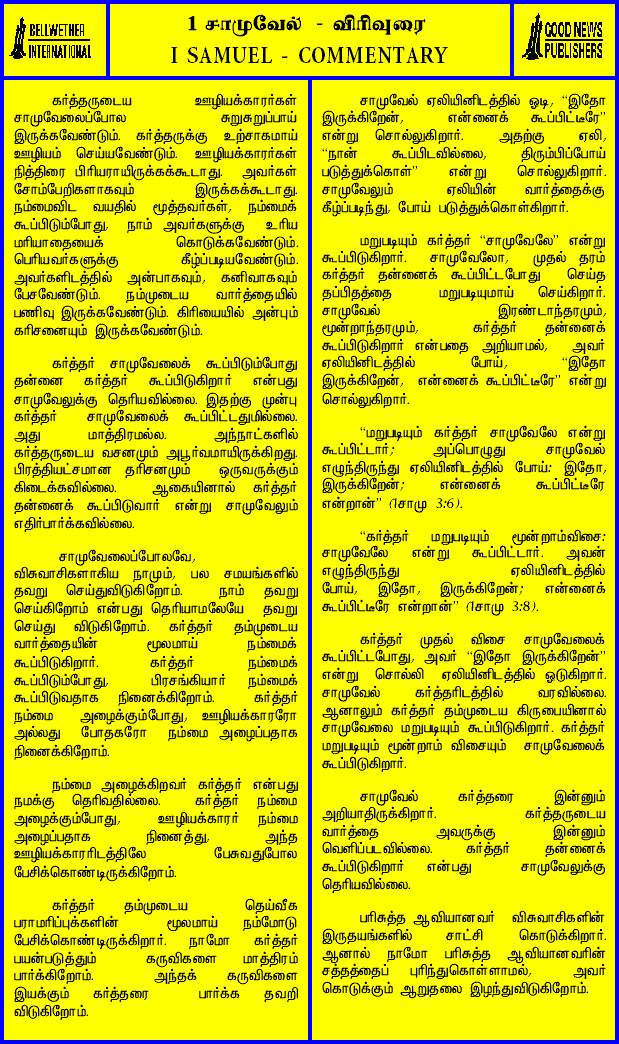 BELLWETHER
INTERNATIONAL
1 சாமுவேல் - விரிவுரை
I SAMUEL - COMMENTARY
GOOD NEWS
PUBLISHERS
கர்த்தருடைய ஊழியக்காரர்கள்
சாமுவேலைப்போல சுறுசுறுப்பாய்
இருக்கவேண்டும். கர்த்தருக்கு உற்சாகமாய்
ஊழியம் செய்யவேண்டும். ஊழியக்காரர்கள்
நித்திரை பிரியராயிருக்கக்கூடாது. அவர்கள்
சோம்பேறிகளாகவும் இருக்கக்கூடாது.
நம்மைவிட வயதில் மூத்தவர்கள், நம்மைக்
கூப்பிடும்போது, நாம் அவர்களுக்கு உரிய
மரியாதையைக் கொடுக்கவேண்டும்.
பெரியவர்களுக்கு கீழ்ப்படியவேண்டும்.
அவர்களிடத்தில் அன்பாகவும், கனிவாகவும்
பேசவேண்டும். நம்முடைய வார்த்தையில்
பணிவு இருக்கவேண்டும். கிரியையில் அன்பும்
கரிசனையும் இருக்கவேண்டும்.
கர்த்தர் சாமுவேலைக் கூப்பிடும்போது
தன்னை கர்த்தர் கூப்பிடுகிறார் என்பது
சாமுவேலுக்கு தெரியவில்லை. இதற்கு முன்பு
கர்த்தர் சாமுவேலைக் கூப்பிட்டதுமில்லை.
அது மாத்திரமல்ல. அந்நாட்களில்
கர்த்தருடைய வசனமும் அபூர்வமாயிருக்கிறது.
பிரத்தியட்சமான தரிசனமும் ஒருவருக்கும்
கிடைக்கவில்லை. ஆகையினால் கர்த்தர்
தன்னைக் கூப்பிடுவார் என்று சாமுவேலும்
எதிர்பார்க்கவில்லை.
சாமுவேலைப்போலவே,
விசுவாசிகளாகிய நாமும், பல சமயங்களில்
தவறு செய்துவிடுகிறோம். நாம் தவறு
செய்கிறோம் என்பது தெரியாமலேயே தவறு
செய்து விடுகிறோம். கர்த்தர் தம்முடைய
வார்த்தையின் மூலமாய் நம்மைக்
கூப்பிடுகிறார். கர்த்தர் நம்மைக்
கூப்பிடும்போது, பிரசங்கியார் நம்மைக்
கூப்பிடுவதாக நினைக்கிறோம். கர்த்தர்
நம்மை அழைக்கும்போது, ஊழியக்காரரோ
அல்லது போதகரோ நம்மை அழைப்பதாக
நினைக்கிறோம்.
நம்மை அழைக்கிறவர் கர்த்தர் என்பது
நமக்கு தெரிவதில்லை. கர்த்தர் நம்மை
அழைக்கும்போது, ஊழியக்காரர் நம்மை
அழைப்பதாக நினைத்து, அந்த
ஊழியக்காரரிடத்திலே பேசுவதுபோல
பேசிக்கொண்டிருக்கிறோம்.
கர்த்தர் தம்முடைய தெய்வீக
பராமரிப்புக்களின் மூலமாய் நம்மோடு
பேசிக்கொண்டிருக்கிறார். நாமோ கர்த்தர்
பயன்படுத்தும் கருவிகளை மாத்திரம்
பார்க்கிறோம். அந்தக் கருவிகளை
இயக்கும் கர்த்தரை பார்க்க தவறி
விடுகிறோம்.
சாமுவேல் ஏலியினிடத்தில் ஓடி, "இதோ
இருக்கிறேன், என்னைக் கூப்பிட்டீரே"
என்று சொல்லுகிறார். அதற்கு ஏலி,
"நான் கூப்பிடவில்லை, திரும்பிப்போய்
படுத்துக்கொள்" என்று சொல்லுகிறார்.
சாமுவேலும் ஏலியின் வார்த்தைக்கு
கீழ்ப்படிந்து, போய் படுத்துக்கொள்கிறார்.
மறுபடியும் கர்த்தர் "சாமுவேலே" என்று
கூப்பிடுகிறார். சாமுவேலோ, முதல் தரம்
கர்த்தர் தன்னைக் கூப்பிட்டபோது செய்த
தப்பிதத்தை மறுபடியுமாய் செய்கிறார்.
சாமுவேல் இரண்டாந்தரமும்,
மூன்றாந்தரமும், கர்த்தர் தன்னைக்
கூப்பிடுகிறார் என்பதை அறியாமல், அவர்
ஏலியினிடத்தில் போய், "இதோ
இருக்கிறேன், என்னைக் கூப்பிட்டீரே" என்று
சொல்லுகிறார்.
"மறுபடியும் கர்த்தர் சாமுவேலே என்று
கூப்பிட்டார்; அப்பொழுது சாமுவேல்
எழுந்திருந்து ஏலியினிடத்தில் போய்: இதோ,
இருக்கிறேன்; என்னைக் கூப்பிட்டீரே
என்றான்" (1சாமு 3:6).
"கர்த்தர் மறுபடியும் மூன்றாம்விசை:
சாமுவேலே என்று கூப்பிட்டார். அவன்
எழுந்திருந்து ஏலியினிடத்தில்
போய், இதோ, இருக்கிறேன்; என்னைக்
கூப்பிட்டீரே என்றான்" (1சாமு 3:8).
கர்த்தர் முதல் விசை சாமுவேலைக்
கூப்பிட்டபோது, அவர் "இதோ இருக்கிறேன்"
என்று சொல்லி ஏலியினிடத்தில் ஓடுகிறார்.
சாமுவேல் கர்த்தரிடத்தில் வரவில்லை.
ஆனாலும் கர்த்தர் தம்முடைய கிருபையினால்
சாமுவேலை மறுபடியும் கூப்பிடுகிறார். கர்த்தர்
மறுபடியும் மூன்றாம் விசையும் சாமுவேலைக்
கூப்பிடுகிறார்.
சாமுவேல் கர்த்தரை இன்னும்
அறியாதிருக்கிறார். கர்த்தருடைய
வார்த்தை அவருக்கு இன்னும்
வெளிப்படவில்லை. கர்த்தர் தன்னைக்
கூப்பிடுகிறார் என்பது சாமுவேலுக்கு
தெரியவில்லை.
பரிசுத்த ஆவியானவர் விசுவாசிகளின்
இருதயங்களில் சாட்சி கொடுக்கிறார்.
ஆனால் நாமோ பரிசுத்த ஆவியானவரின்
சத்தத்தைப் புரிந்துகொள்ளாமல், அவர்
கொடுக்கும் ஆறுதலை இழந்துவிடுகிறோம்.